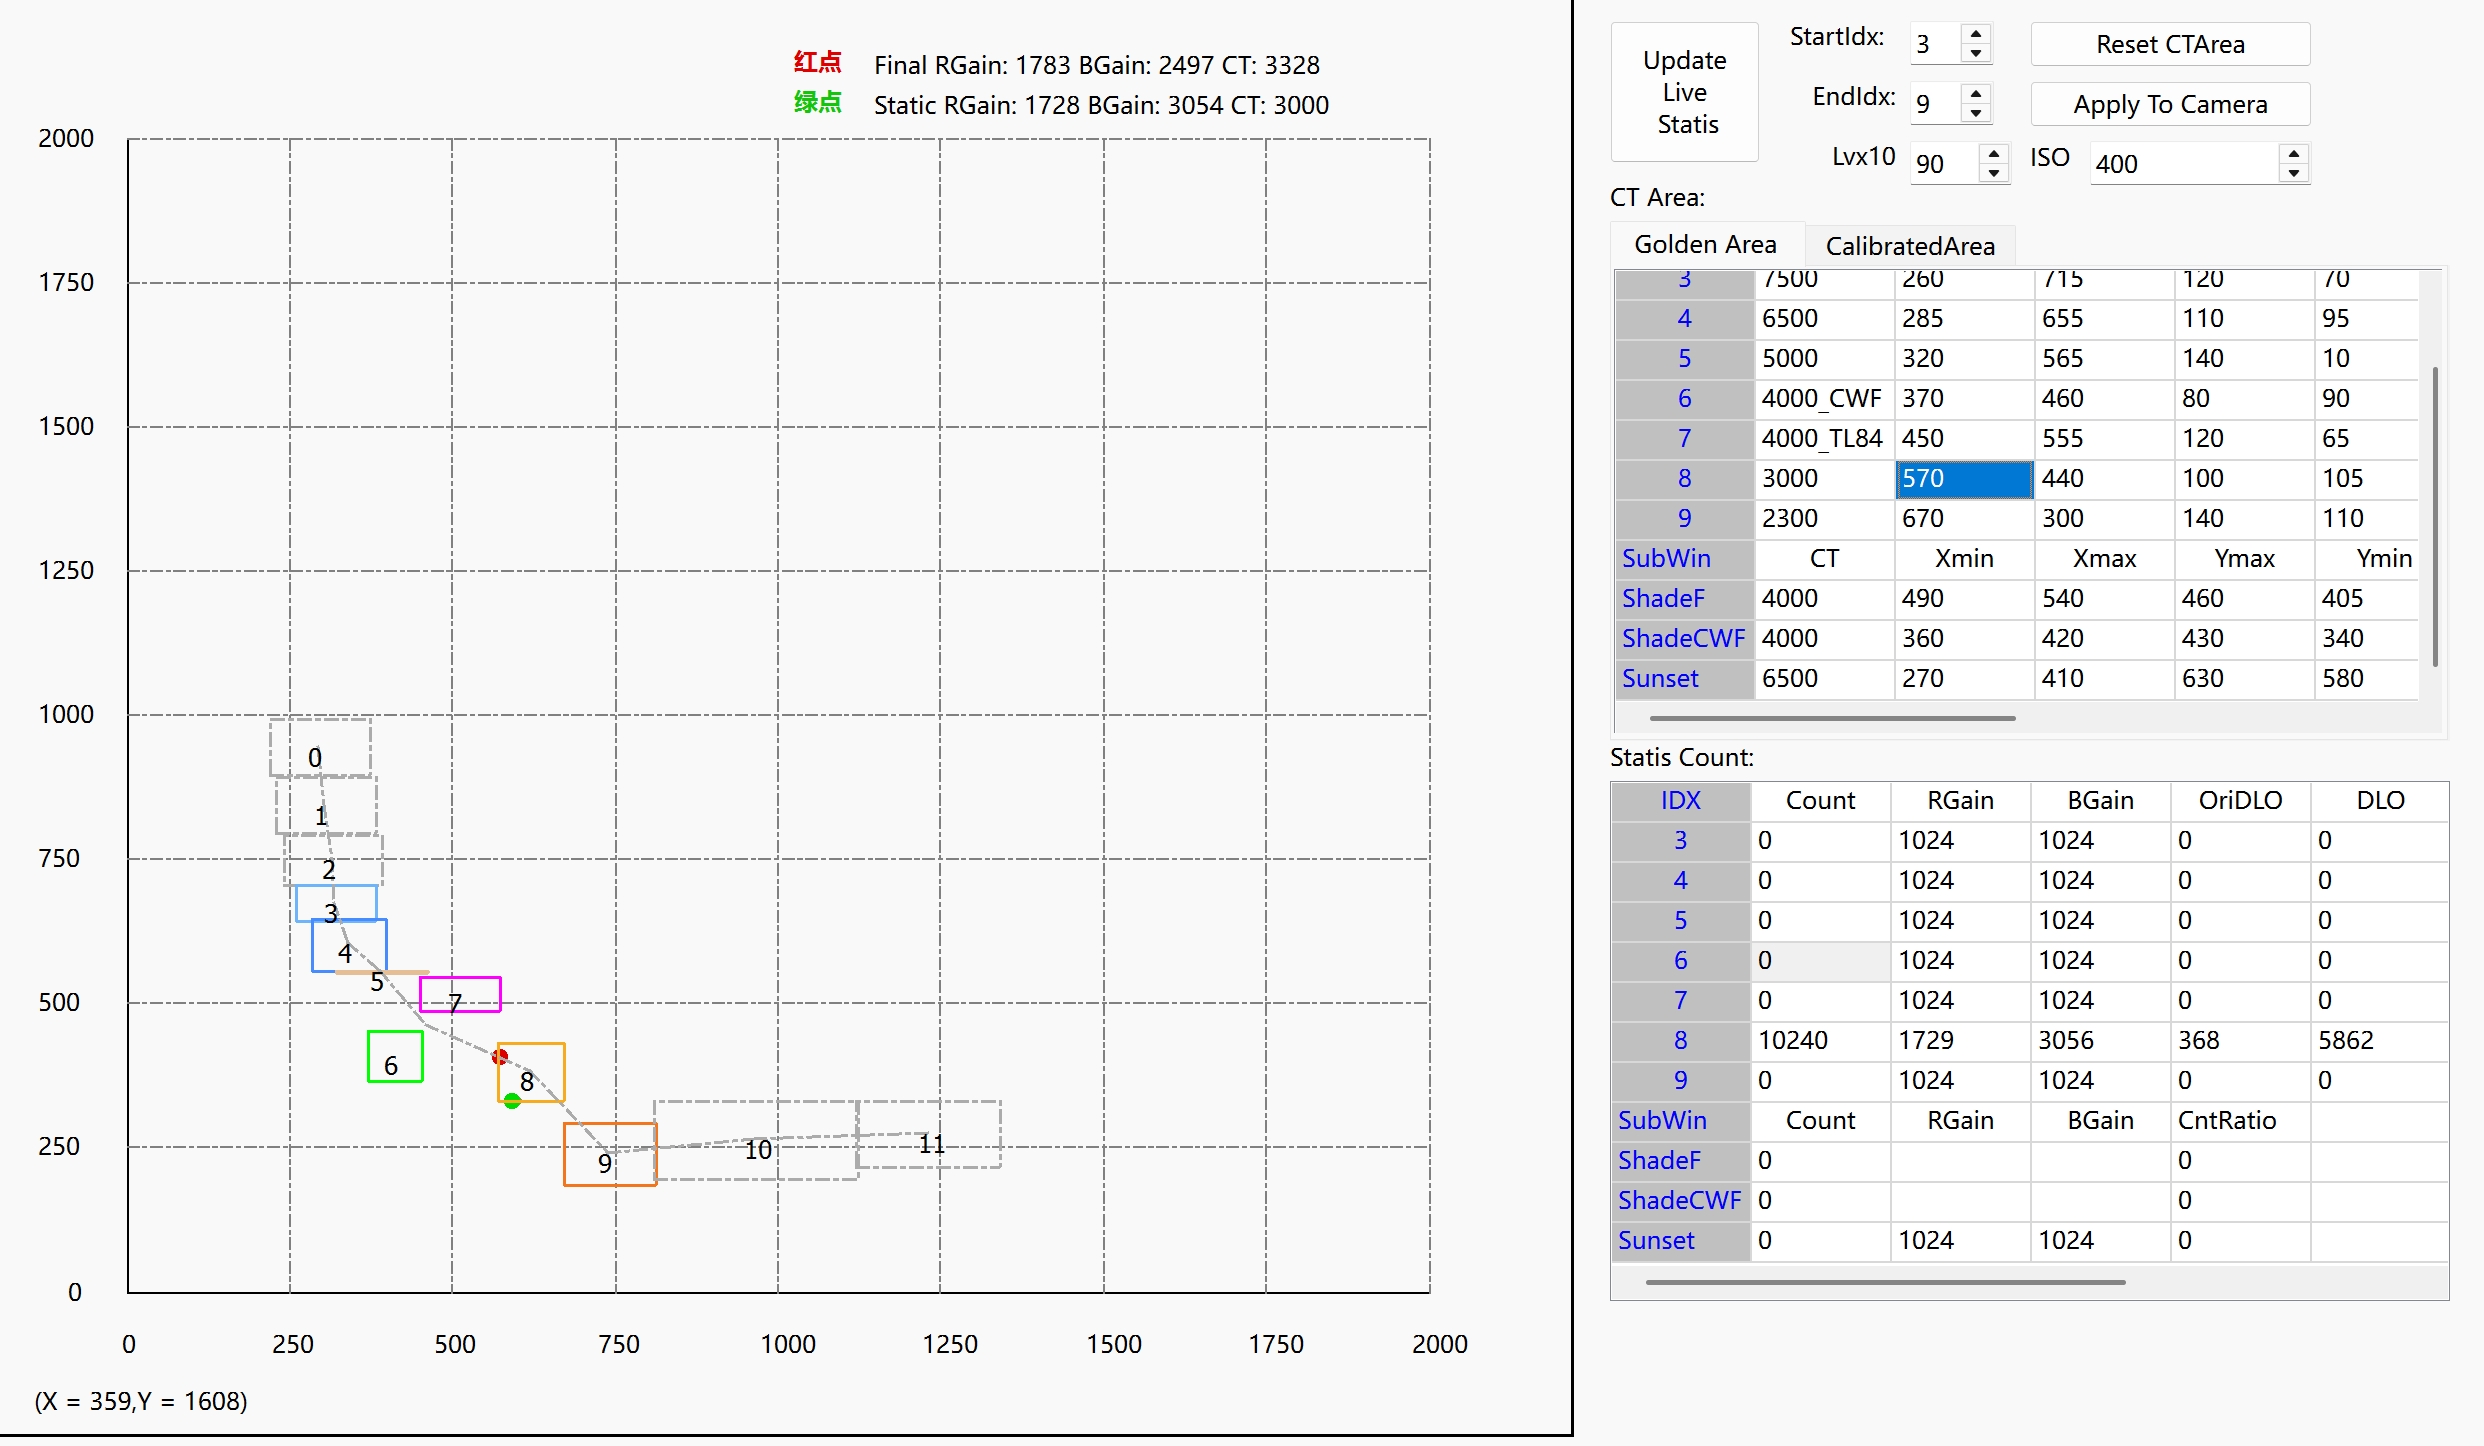 红点 Final RGain: 1783 BGain: 2497 CT: 3328
绿点 Static RGain: 1728 BGain: 3054 CT: 3000
2000
1750
1500
1250
1000
750
500
250
0
0
1
2
3
4
5
6
7
8
9
10
11
0 250 500 750 1000 1250 1500 1750 2000
(X = 359,Y = 1608)
Update
Live
Statis
StartIdx: 3
Reset CTArea
EndIdx: 9
Apply To Camera
Lvx10 90 ISO 400
CT Area:
Golden Area CalibratedArea
3 7500 260 715 120 70
4 6500 285 655 110 95
5 5000 320 565 140 10
6 4000_CWF 370 460 80 90
7 4000_TL84 450 555 120 65
8 3000 570 440 100 105
9 2300 670 300 140 110
SubWin CT Xmin Xmax Ymax Ymin
ShadeF 4000 490 540 460 405
ShadeCWF 4000 360 420 430 340
Sunset 6500 270 410 630 580
Statis Count:
IDX Count RGain BGain OriDLO DLO
3 0 1024 1024 0 0
4 0 1024 1024 0 0
5 0 1024 1024 0 0
6 0 1024 1024 0 0
7 0 1024 1024 0 0
8 10240 1729 3056 368 5862
9 0 1024 1024 0 0
SubWin Count RGain BGain CntRatio
ShadeF 0 0
ShadeCWF 0 0
Sunset 0 1024 1024 0